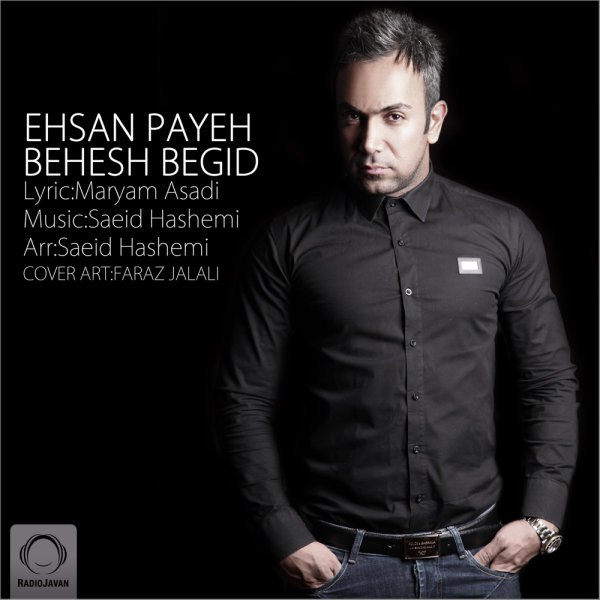 EHSAN PAYEH
BEHESH BEGID
Lyric:Maryam Asadi
Music:Saeid Hashemi
Arr:Saeid Hashemi
COVER ART:FARAZ JALALI
RADIOJAVAN